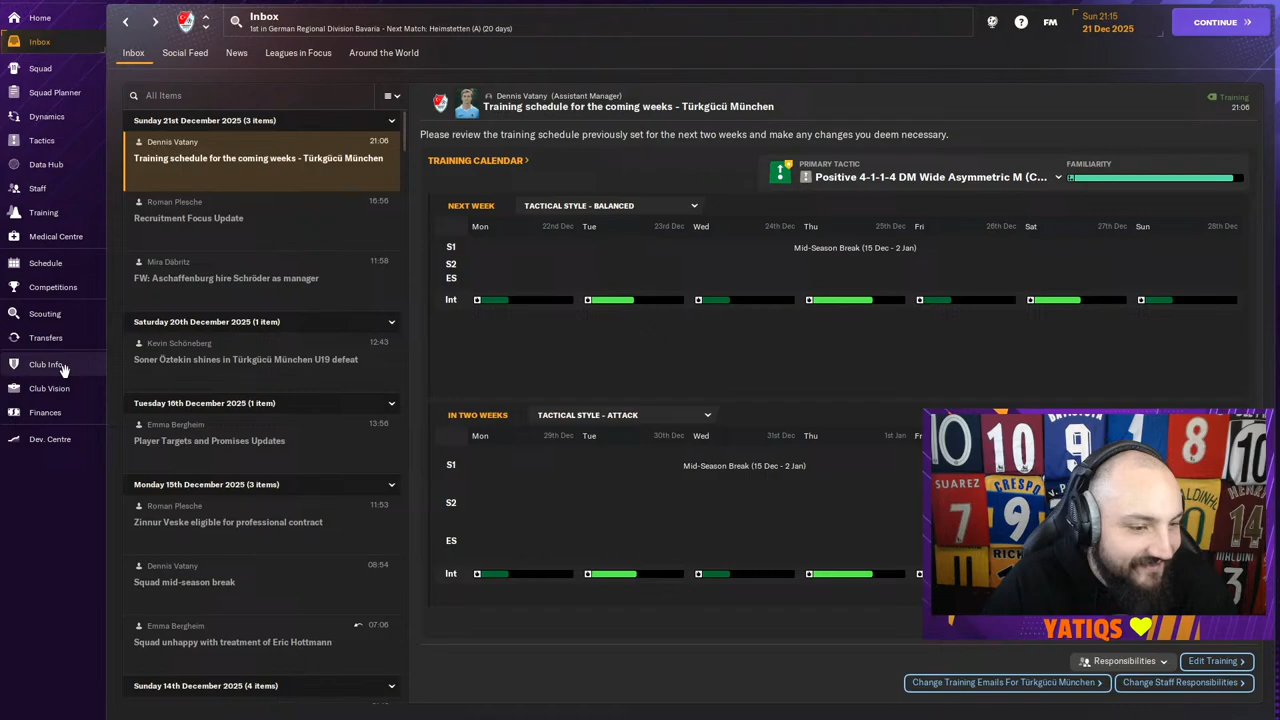 Home
Inbox
Squad
Squad Planner
Dynamics
Tactics
Data Hub
Staff
Training
Medical Centre
Schedule
Competitions
Scouting
Transfers
Club Info
Club Vision
Finances
Dev. Centre
Inbox
1st in German Regional Division Bavaria - Next Match: Heimstetten (A) (20 days)
FM
Sun 21:15
21 Dec 2025
CONTINUE
Inbox
Social Feed
News
Leagues in Focus
Around the World
All Items
Sunday 21st December 2025 (3 items)
Dennis Vatany 21:06
Training schedule for the coming weeks - Türkgücü München
Roman Plesche 16:56
Recruitment Focus Update
Mira Däbritz 11:58
FW: Aschaffenburg hire Schröder as manager
Saturday 20th December 2025 (1 item)
Kevin Schöneberg 12:43
Soner Öztekin shines in Türkgücü München U19 defeat
Tuesday 16th December 2025 (1 item)
Emma Bergheim 13:56
Player Targets and Promises Updates
Monday 15th December 2025 (3 items)
Roman Plesche 11:53
Zinnur Veske eligible for professional contract
Dennis Vatany 08:54
Squad mid-season break
Emma Bergheim 07:06
Squad unhappy with treatment of Eric Hottmann
Sunday 14th December 2025 (4 items)
Dennis Vatany (Assistant Manager)
Training schedule for the coming weeks - Türkgücü München
Training
21:06
Please review the training schedule previously set for the next two weeks and make any changes you deem necessary.
TRAINING CALENDAR
PRIMARY TACTIC
Positive 4-1-1-4 DM Wide Asymmetric M (C...
FAMILIARITY
NEXT WEEK TACTICAL STYLE - BALANCED
Mon 22nd Dec Tue 23rd Dec Wed 24th Dec Thu 25th Dec Fri 26th Dec Sat 27th Dec Sun 28th Dec
S1 Mid-Season Break (15 Dec - 2 Jan)
S2
ES
Int
IN TWO WEEKS TACTICAL STYLE - ATTACK
Mon 29th Dec Tue 30th Dec Wed 31st Dec Thu 1st Jan Fr
S1 Mid-Season Break (15 Dec - 2 Jan)
S2
ES
Int
10
10
9
1
8
10
SUAREZ
7
CRESPO
9
14
3
YATIQS
Responsibilities
Edit Training
Change Training Emails For Türkgücü München
Change Staff Responsibilities